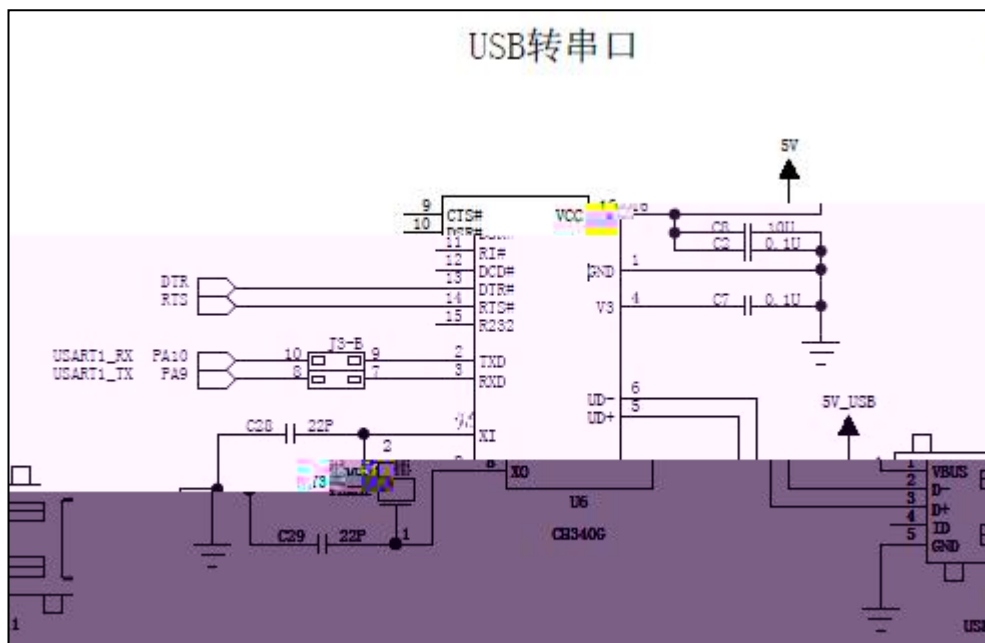 USB转串口
5V
9 CTS# VCC
10 DSR#
C8 10U
11 C2 0.1U
RI#
12 DCD# GND 1
DTR 13 DTR#
RTS 14 RTS# V3 4 C7 0.1U
15 R232
J3-B
USART1_RX PA10 10 9 2 TXD
USART1_TX PA9 8 7 3 RXD
UD- 6
UD+ 5 5V_USB
C28 22P XI
2
8 XO 1 VBUS
2 D-
U6 3 D+
4 ID
C29 22P 1 CH340G 5 GND
1